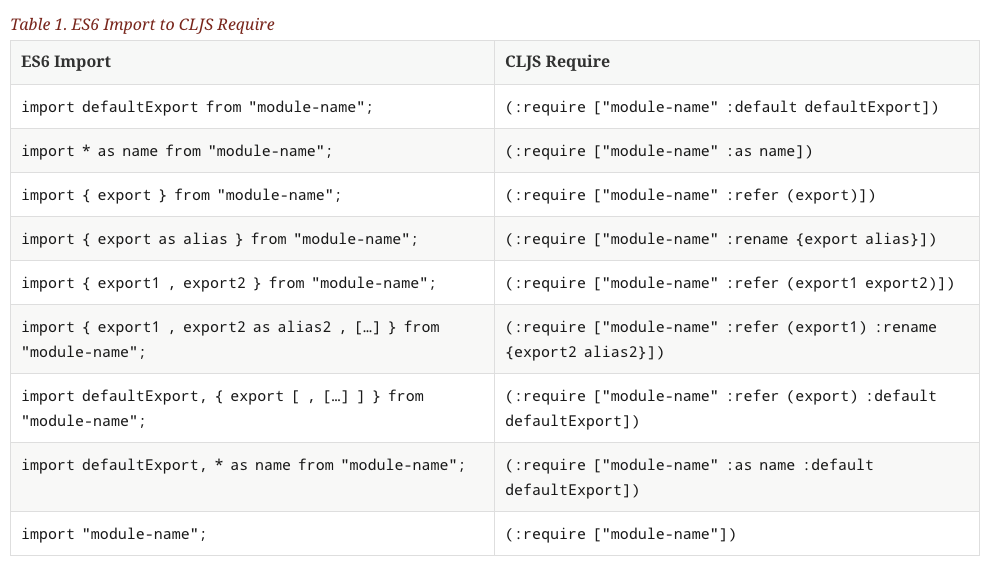 Table 1. ES6 Import to CLJS Require
ES6 Import
CLJS Require
import defaultExport from "module-name";
(:require ["module-name" :default defaultExport])
import * as name from "module-name";
(:require ["module-name" :as name])
import { export } from "module-name";
(:require ["module-name" :refer (export)])
import { export as alias } from "module-name";
(:require ["module-name" :rename {export alias}])
import { export1 , export2 } from "module-name";
(:require ["module-name" :refer (export1 export2)])
import { export1 , export2 as alias2 , […] } from
"module-name";
(:require ["module-name" :refer (export1) :rename
{export2 alias2}])
import defaultExport, { export [ , […] ] } from
"module-name";
(:require ["module-name" :refer (export) :default
defaultExport])
import defaultExport, * as name from "module-name";
(:require ["module-name" :as name :default
defaultExport])
import "module-name";
(:require ["module-name"])